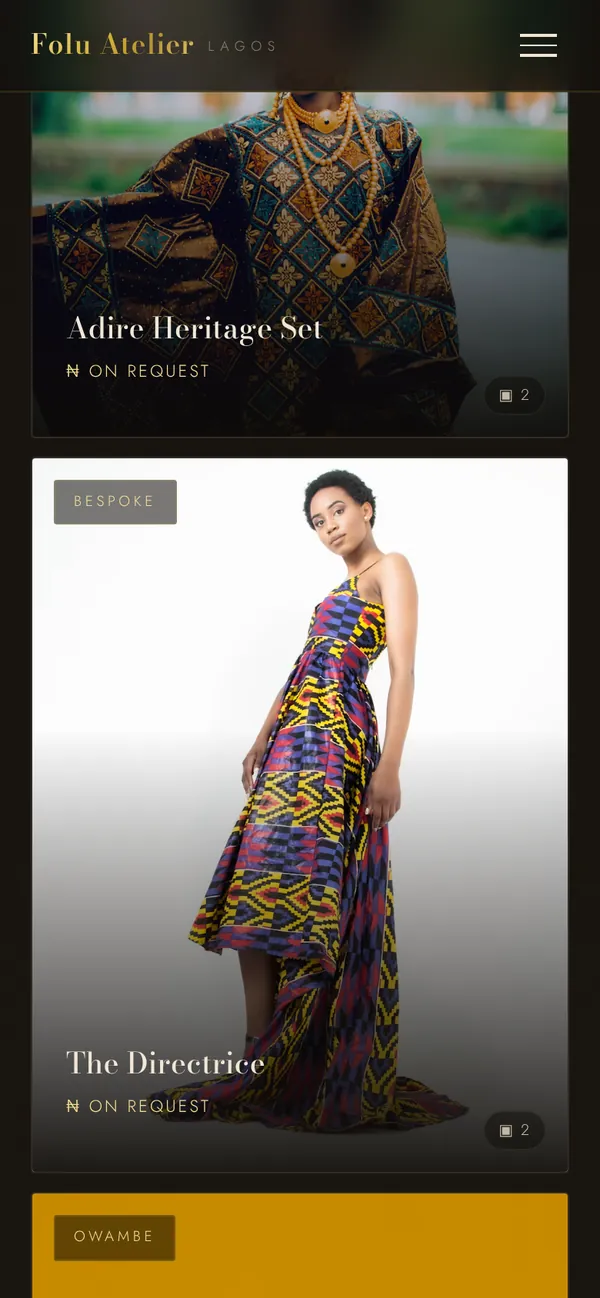 Folu Atelier LAGOS
Adire Heritage Set
₦ ON REQUEST
2
BESPOKE
The Directrice
₦ ON REQUEST
2
OWAMBE